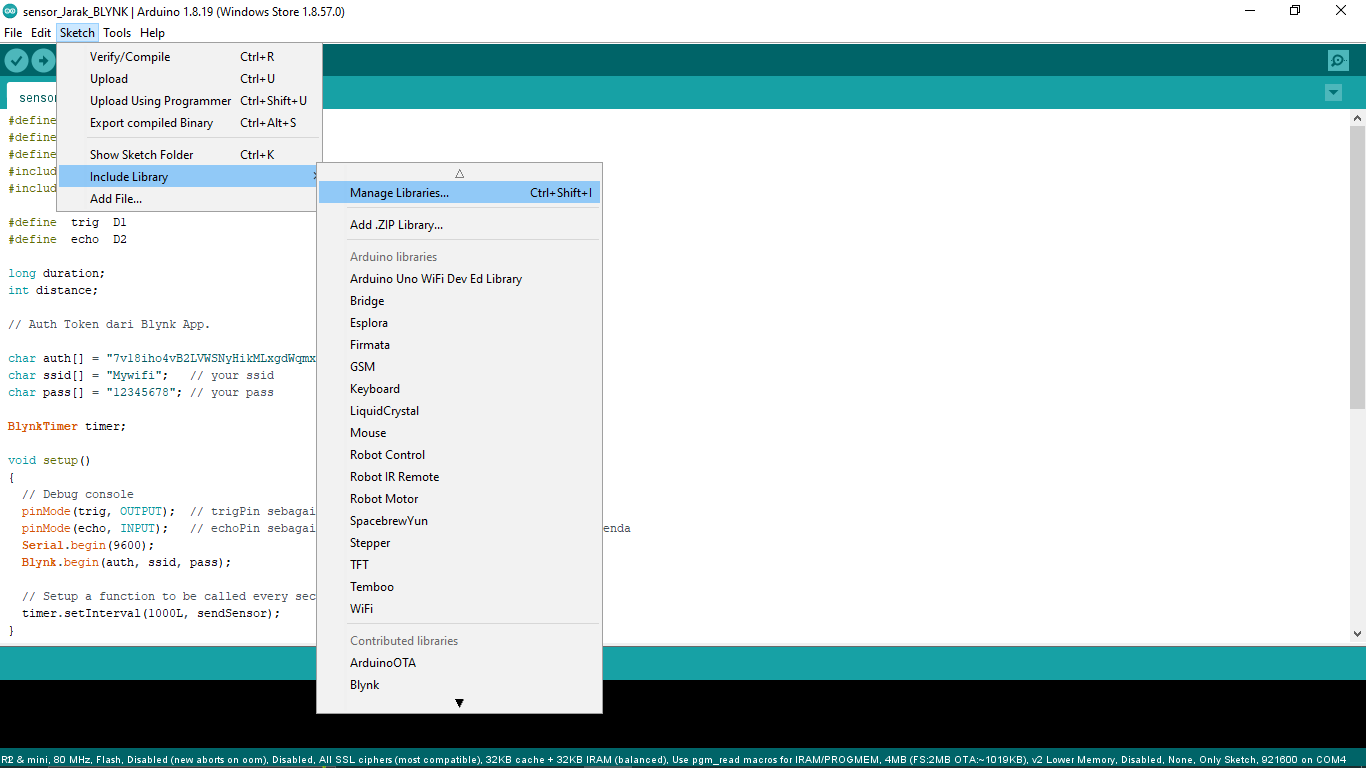 sensor_Jarak_BLYNK | Arduino 1.8.19 (Windows Store 1.8.57.0)
File Edit Sketch Tools Help
Verify/Compile Ctrl+R
Upload Ctrl+U
Upload Using Programmer Ctrl+Shift+U
Export compiled Binary Ctrl+Alt+S
Show Sketch Folder Ctrl+K
Include Library
Add File...
Manage Libraries... Ctrl+Shift+I
Add .ZIP Library...
Arduino libraries
Arduino Uno WiFi Dev Ed Library
Bridge
Esplora
Firmata
GSM
Keyboard
LiquidCrystal
Mouse
Robot Control
Robot IR Remote
Robot Motor
SpacebrewYun
Stepper
TFT
Temboo
WiFi
Contributed libraries
ArduinoOTA
Blynk
sensor
#define
#define
#define
#includ
#includ
#define trig D1
#define echo D2
long duration;
int distance;
// Auth Token dari Blynk App.
char auth[] = "7vl8iho4vB2LVWSNyHikMLxgdWqmx
char ssid[] = "Mywifi"; // your ssid
char pass[] = "12345678"; // your pass
BlynkTimer timer;
void setup()
{
// Debug console
pinMode(trig, OUTPUT); // trigPin sebagai
pinMode(echo, INPUT); // echoPin sebagai enda
Serial.begin(9600);
Blynk.begin(auth, ssid, pass);
// Setup a function to be called every sec
timer.setInterval(1000L, sendSensor);
}
R2 & mini, 80 MHz, Flash, Disabled (new aborts on oom), Disabled, All SSL ciphers (most compatible), 32KB cache + 32KB IRAM (balanced), Use pgm_read macros for IRAM/PROGMEM, 4MB (FS:2MB OTA:~1019KB), v2 Lower Memory, Disabled, None, Only Sketch, 921600 on COM4